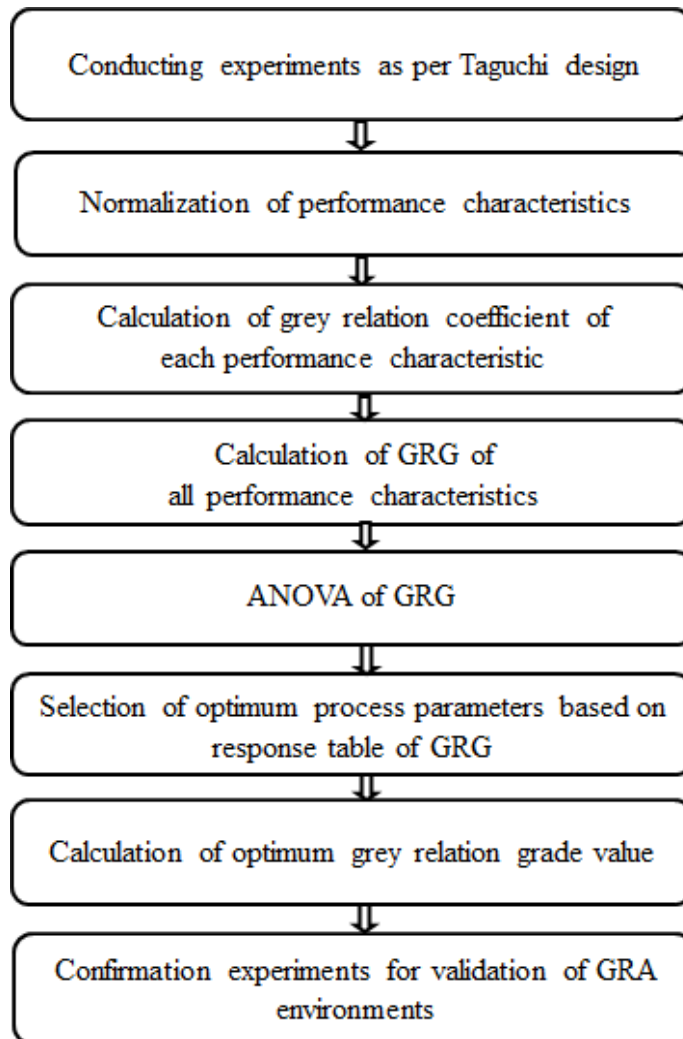 Conducting experiments as per Taguchi design
Normalization of performance characteristics
Calculation of grey relation coefficient of
each performance characteristic
Calculation of GRG of
all performance characteristics
ANOVA of GRG
Selection of optimum process parameters based on
response table of GRG
Calculation of optimum grey relation grade value
Confirmation experiments for validation of GRA
environments